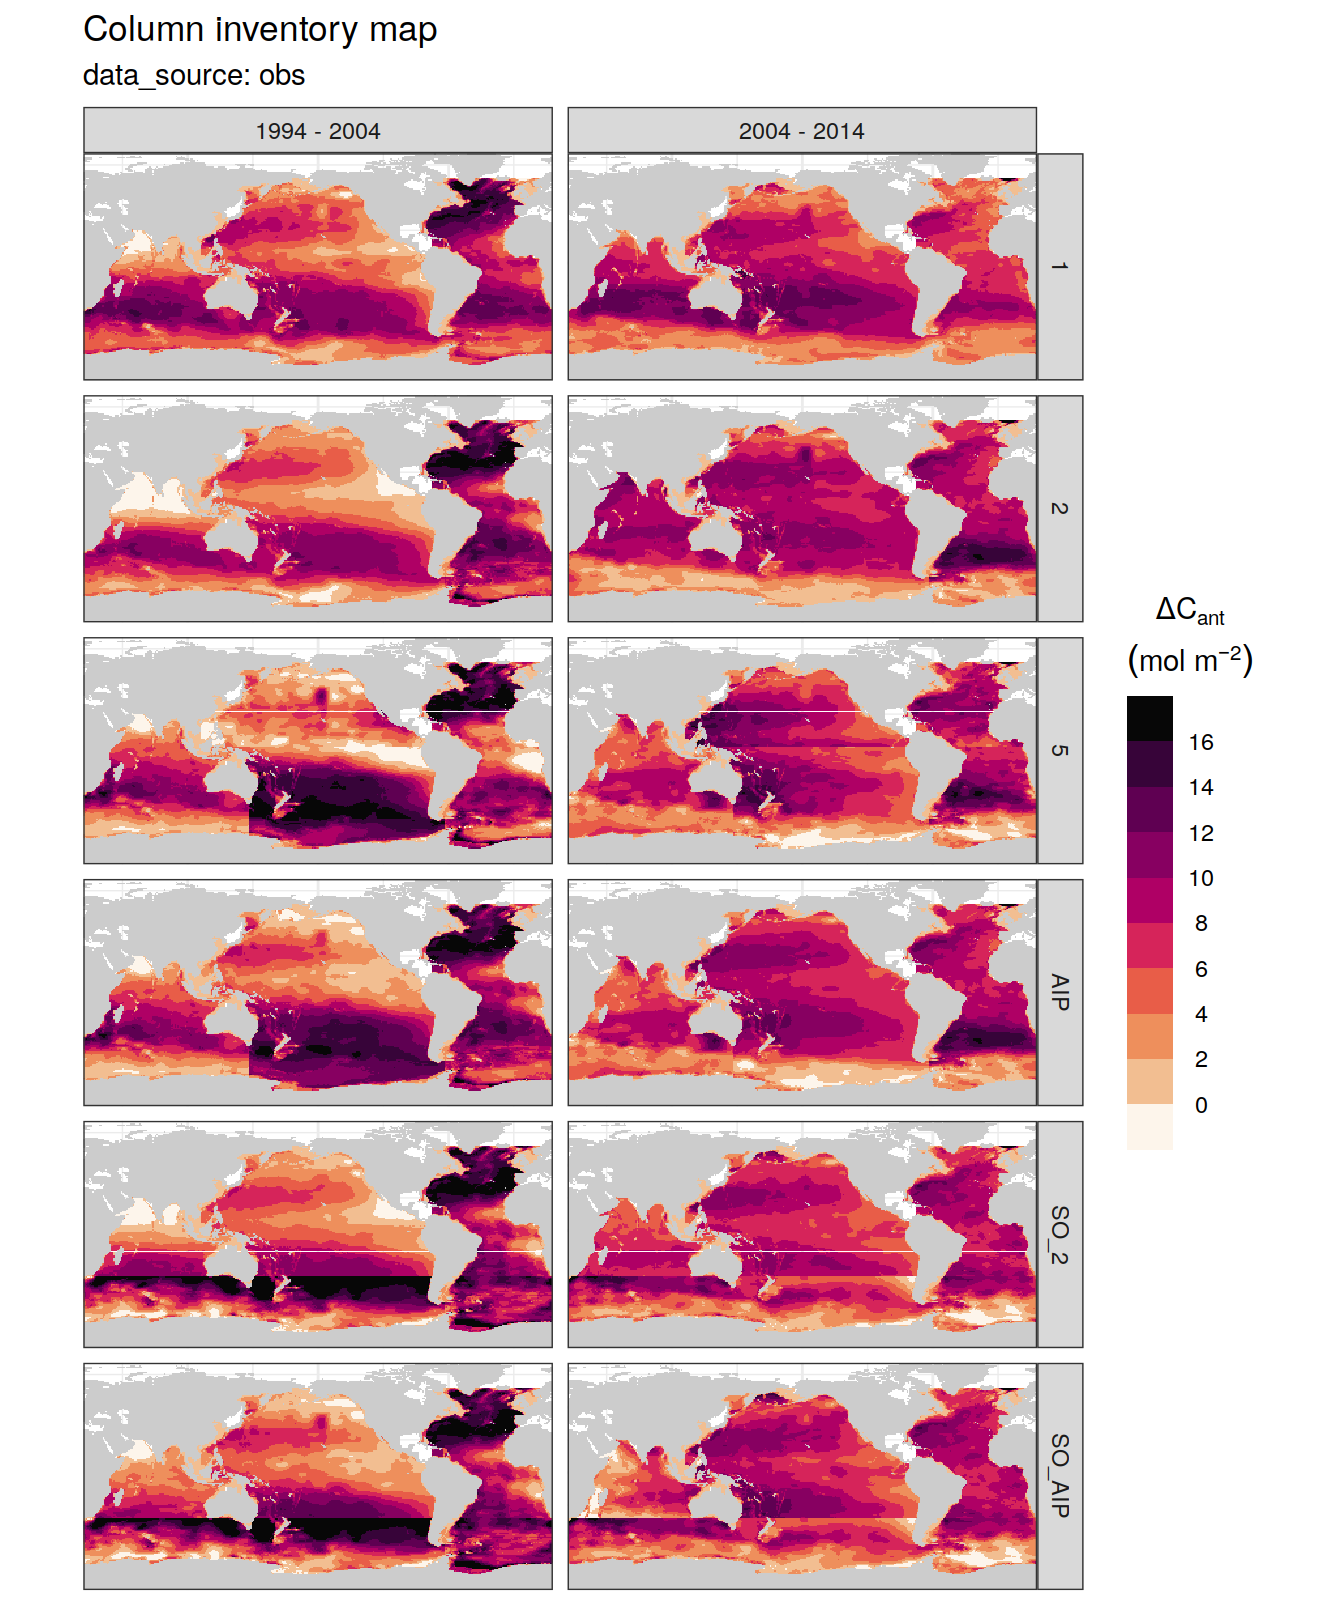 Column inventory map
data_source: obs
1994 - 2004
2004 - 2014
1
2
5
AIP
SO_2
SO_AIP
ΔCant
(mol m−2)
16
14
12
10
8
6
4
2
0